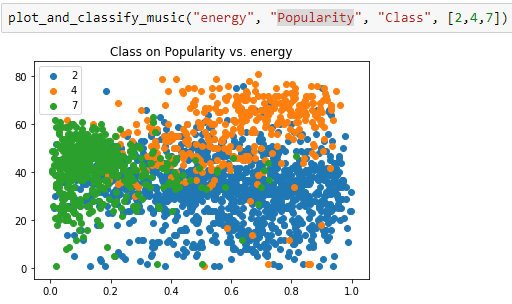 plot_and_classify_music("energy", "Popularity", "Class", [2,4,7])
Class on Popularity vs. energy
2
4
7
80
60
40
20
0
0.0 0.2 0.4 0.6 0.8 1.0